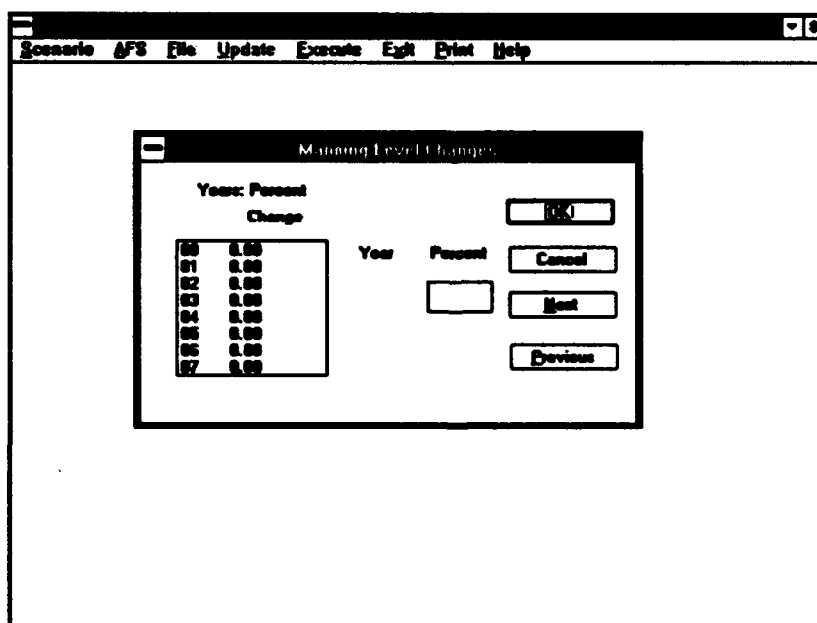 Scenario AFS File Update Execute Exit Print Help
Manning Level Changes
Years: Percent
Change
OK
00 0.00
01 0.00
02 0.00
03 0.00
04 0.00
05 0.00
06 0.00
07 0.00
Year Percent
Cancel
Next
Previous